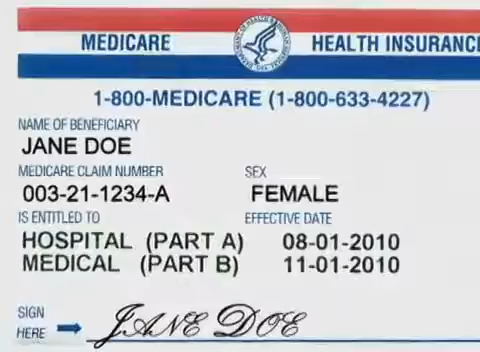 MEDICARE HEALTH INSURANC
1-800-MEDICARE (1-800-633-4227)
NAME OF BENEFICIARY
JANE DOE
MEDICARE CLAIM NUMBER SEX
003-21-1234-A FEMALE
IS ENTITLED TO EFFECTIVE DATE
HOSPITAL (PART A) 08-01-2010
MEDICAL (PART B) 11-01-2010
SIGN
HERE JANE DOE